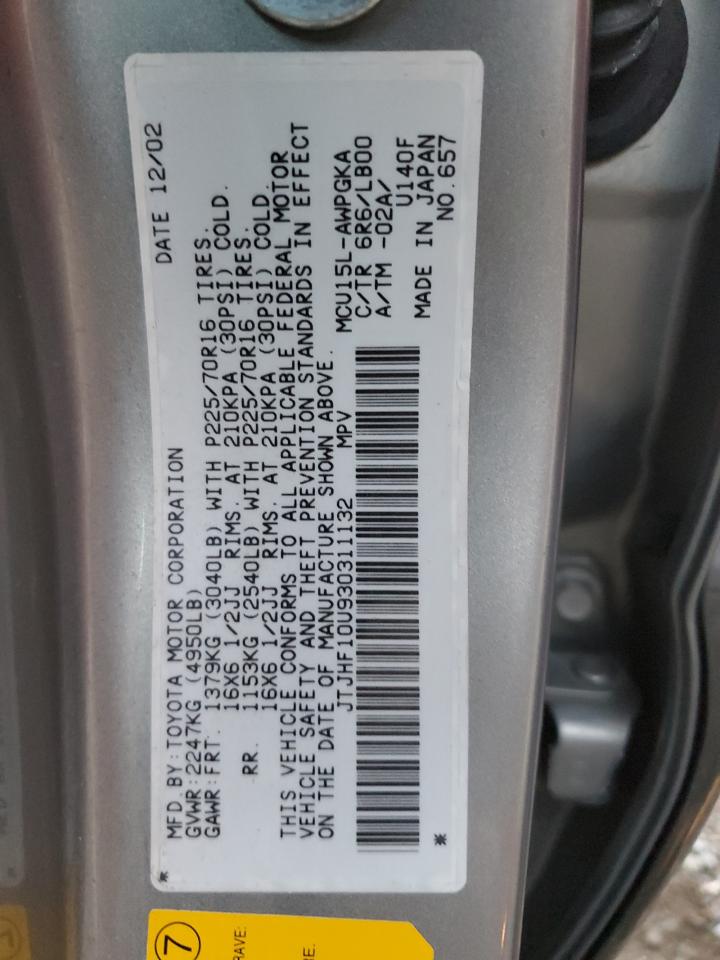 DATE 12/02
MFD.BY:TOYOTA MOTOR CORPORATION
GVWR:2247KG (4950LB)
GAWR:FRT. 1379KG (3040LB) WITH P225/70R16 TIRES.
16X6 1/2JJ RIMS. AT 210KPA (30PSI) COLD.
RR. 1153KG (2540LB) WITH P225/70R16 TIRES.
16X6 1/2JJ RIMS. AT 210KPA (30PSI) COLD.
THIS VEHICLE CONFORMS TO ALL APPLICABLE FEDERAL MOTOR
VEHICLE SAFETY AND THEFT PREVENTION STANDARDS IN EFFECT
ON THE DATE OF MANUFACTURE SHOWN ABOVE.
JTJHF10U930311132 MPV
MCU15L-AWPGKA
C/TR 6R6/LB00
A/TM -02A/
U140F
MADE IN JAPAN
NO.657
7
RAVE: